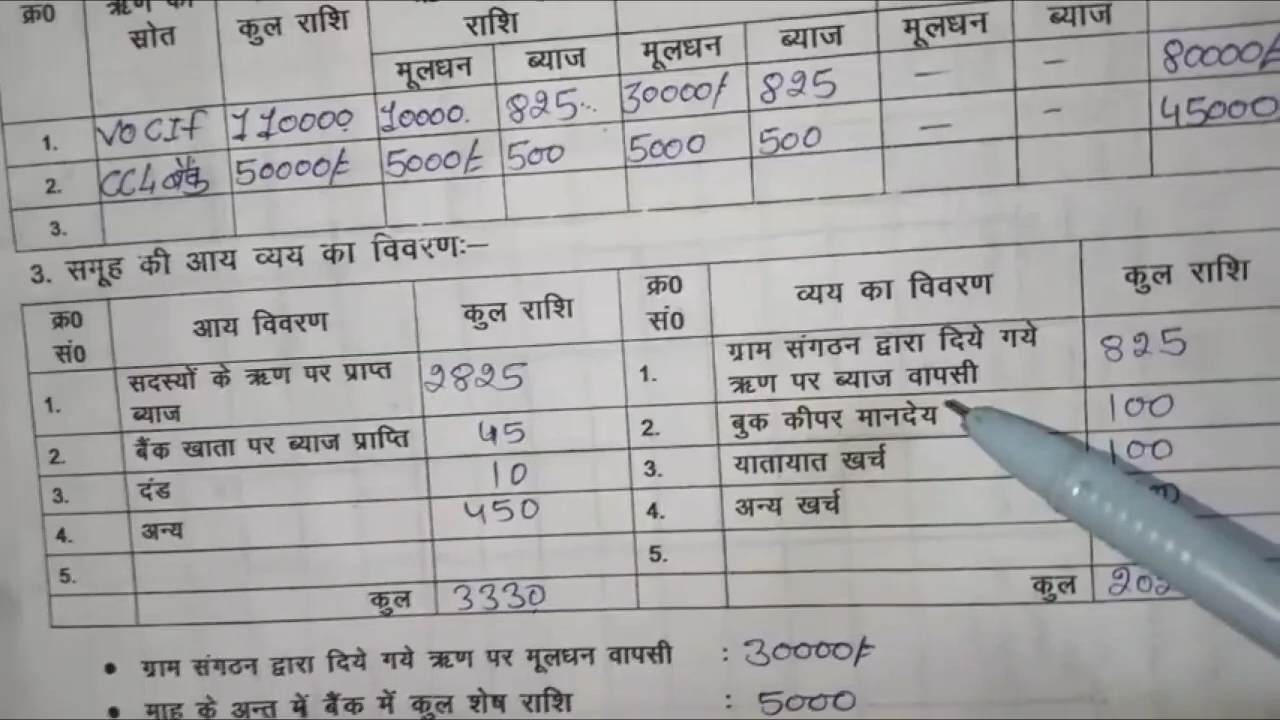 क्र0 ऋण का स्रोत कुल राशि राशि ब्याज
मूलधन ब्याज मूलधन ब्याज मूलधन
1. VO CIF 110000 10000. 825.. 30000/- 825 — - 80000/-
2. CCL बैंक 50000/- 5000/- 500 5000 500 — - 45000
3.
3. समूह की आय व्यय का विवरणः–
क्र0 सं0 आय विवरण कुल राशि क्र0 सं0 व्यय का विवरण कुल राशि
1. सदस्यों के ऋण पर प्राप्त ब्याज 2825 1. ग्राम संगठन द्वारा दिये गये ऋण पर ब्याज वापसी 825
2. बैंक खाता पर ब्याज प्राप्ति 45 2. बुक कीपर मानदेय 100
3. दंड 10 3. यातायात खर्च 100
4. अन्य 450 4. अन्य खर्च
5. 5.
कुल 3330 कुल
• ग्राम संगठन द्वारा दिये गये ऋण पर मूलधन वापसी : 30000/-
• माह के अन्त में बैंक में कुल शेष राशि : 5000